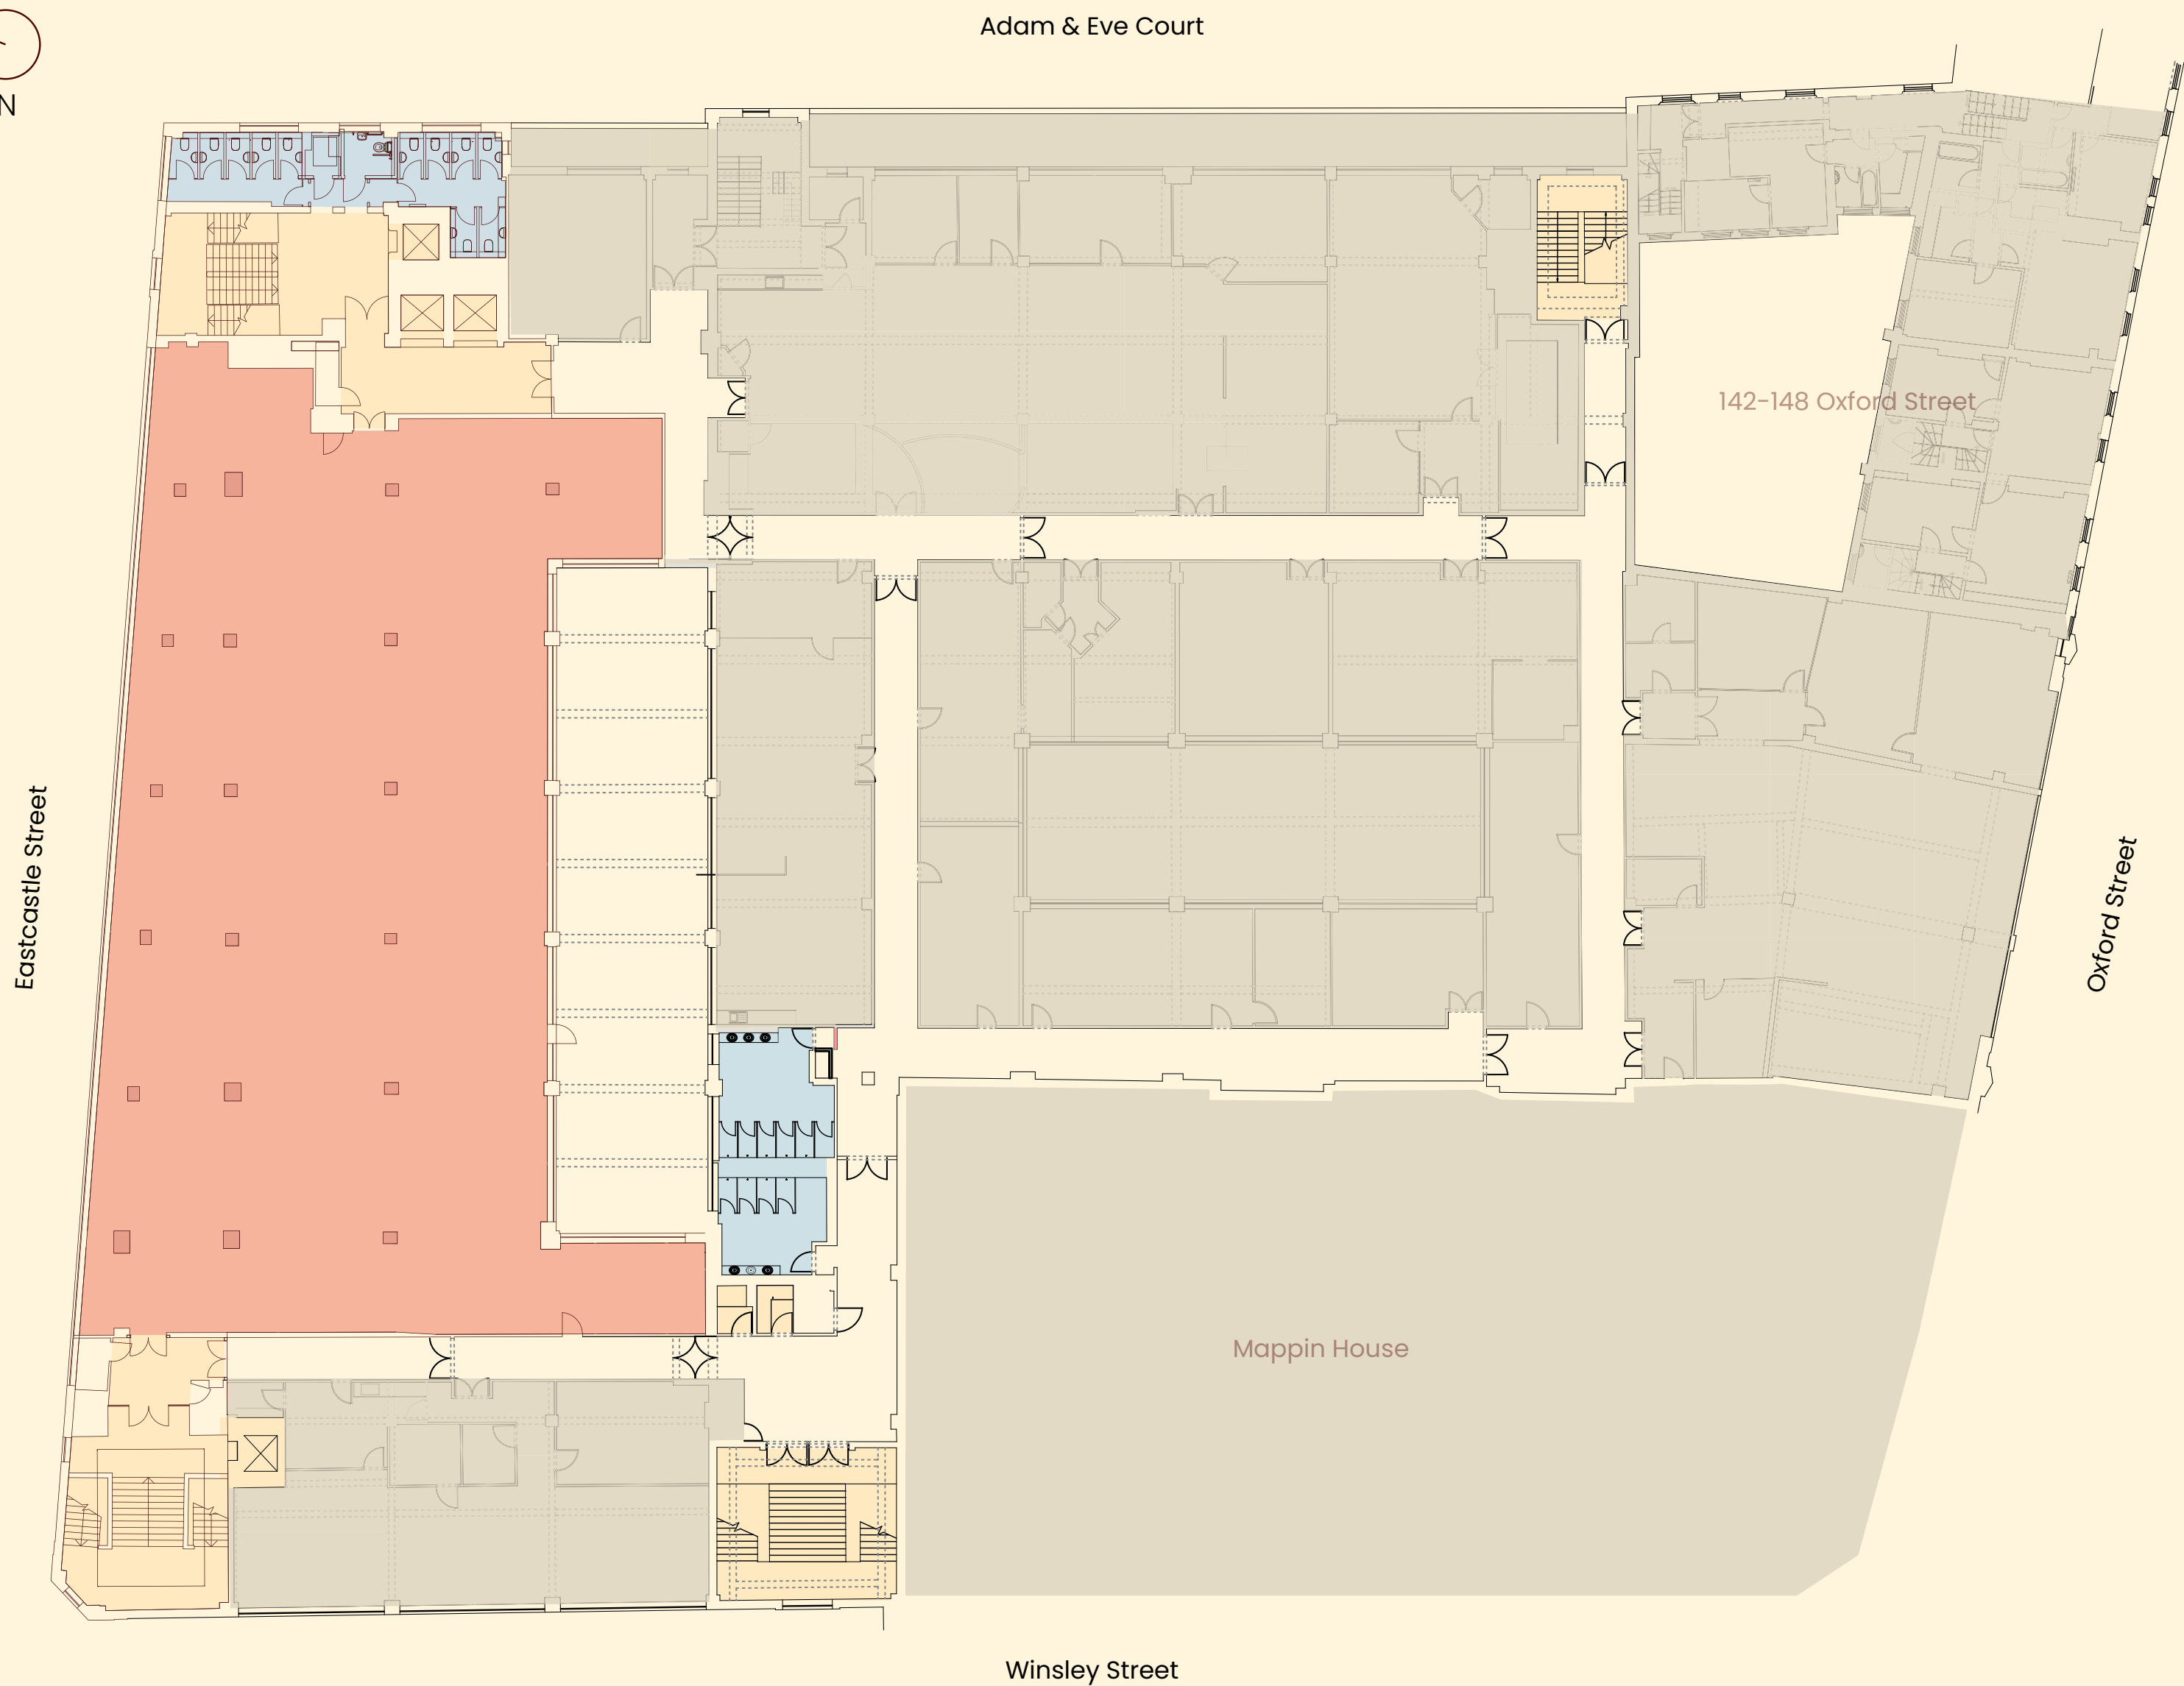 Adam & Eve Court
N
142-148 Oxford Street
Eastcastle Street
Oxford Street
Mappin House
Winsley Street